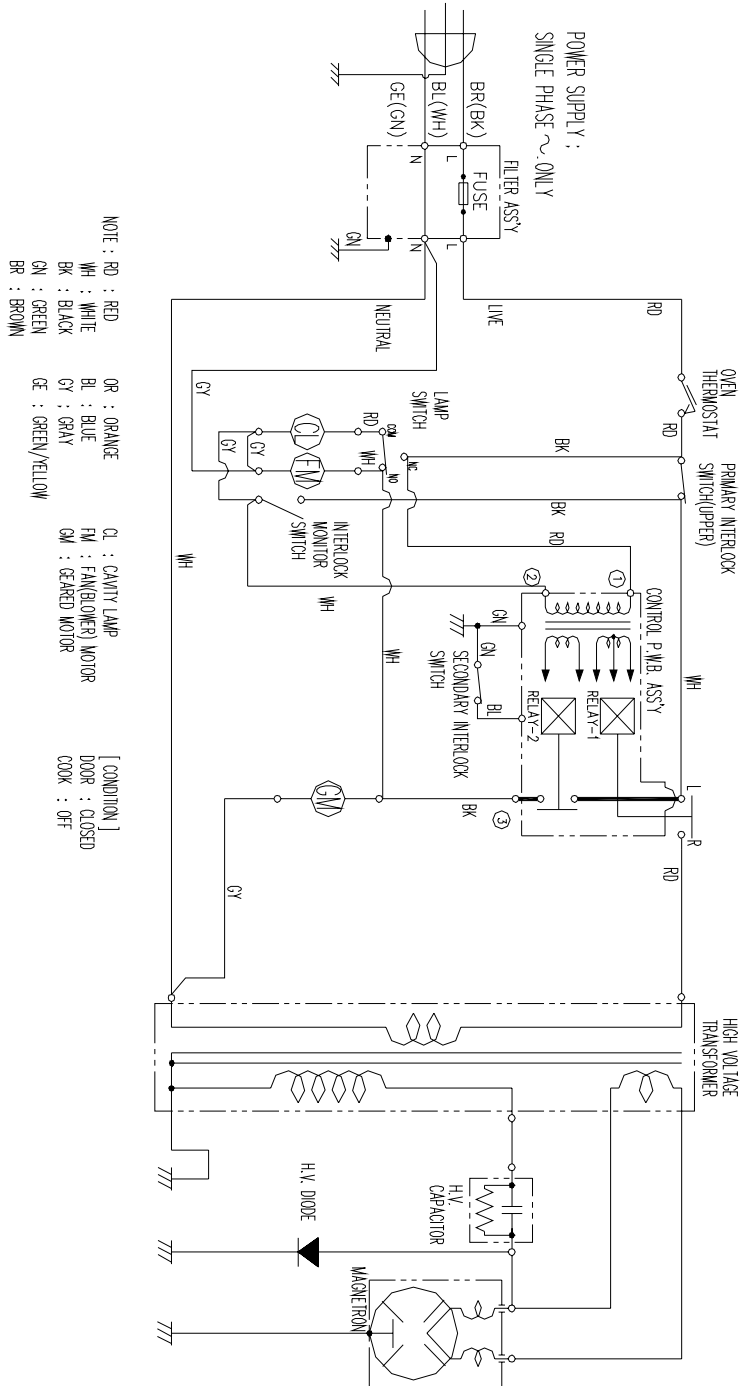 POWER SUPPLY ;
SINGLE PHASE ～ ONLY
BR(BK)
BL(WH)
GE(GN)
FILTER ASS'Y
L
FUSE
N
L
N
GN
LIVE
NEUTRAL
RD
OVEN
THERMOSTAT
RD
PRIMARY INTERLOCK
SWITCH(UPPER)
LAMP
SWITCH
GY
GY
GY
CL
FM
RD
COM
WH
NO
NC
BK
BK
RD
INTERLOCK
MONITOR
SWITCH
WH
WH
WH
WH
1
2
CONTROL P.W.B. ASS'Y
GN
GN
SECONDARY INTERLOCK
SWITCH
BL
RELAY-1
RELAY-2
L
R
3
BK
GM
GY
RD
HIGH VOLTAGE
TRANSFORMER
H.V.
CAPACITOR
H.V. DIODE
MAGNETRON
NOTE : RD : RED
WH : WHITE
BK : BLACK
GN : GREEN
BR : BROWN
OR : ORANGE
BL : BLUE
GY : GRAY
GE : GREEN/YELLOW
CL : CAVITY LAMP
FM : FAN(BLOWER) MOTOR
GM : GEARED MOTOR
[ CONDITION ]
DOOR : CLOSED
COOK : OFF